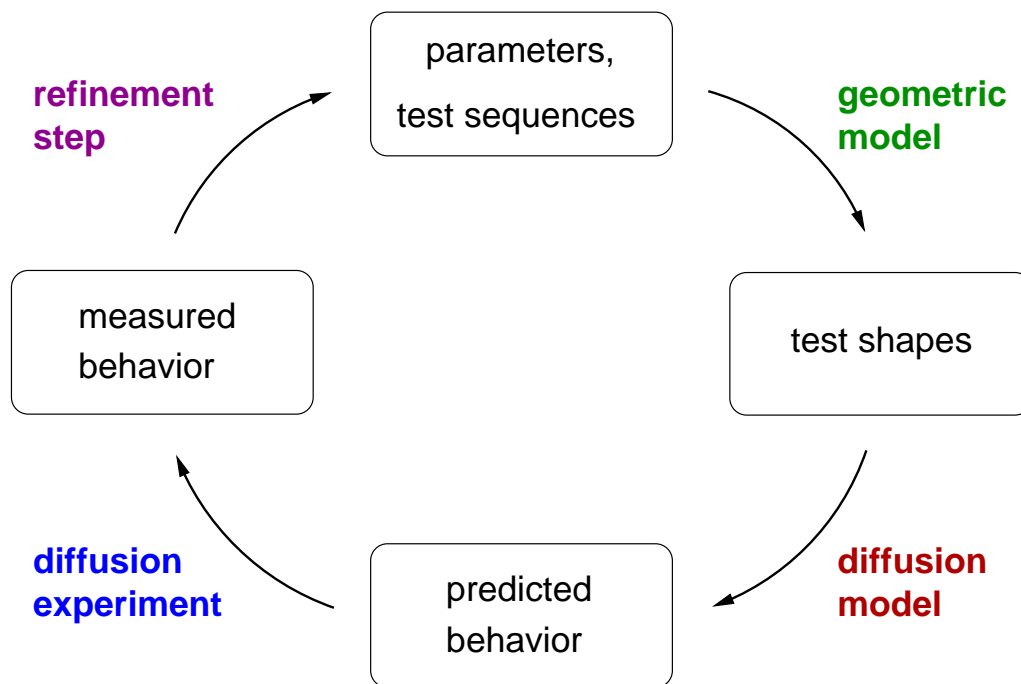 parameters,
test sequences
refinement
step
geometric
model
measured
behavior
test shapes
diffusion
experiment
diffusion
model
predicted
behavior